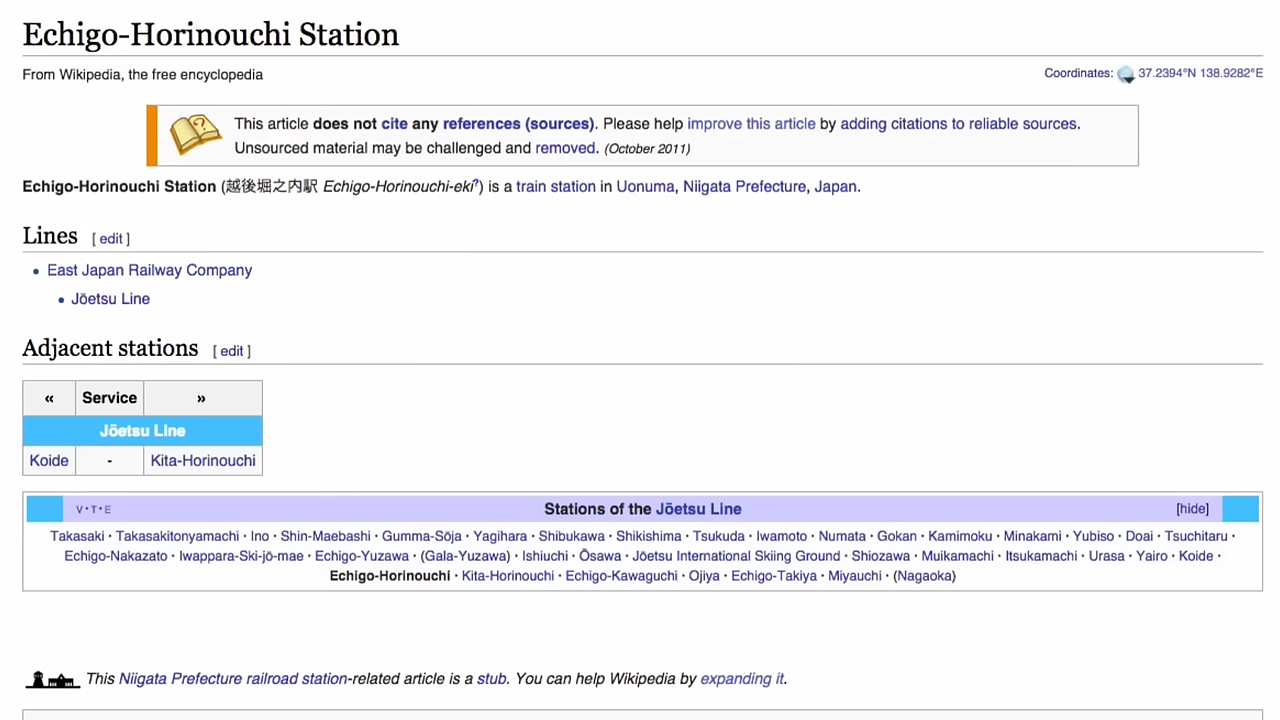 Echigo-Horinouchi Station
From Wikipedia, the free encyclopedia
Coordinates: 37.2394°N 138.9282°E
This article does not cite any references (sources). Please help improve this article by adding citations to reliable sources.
Unsourced material may be challenged and removed. (October 2011)
Echigo-Horinouchi Station (越後堀之内駅 Echigo-Horinouchi-eki?) is a train station in Uonuma, Niigata Prefecture, Japan.
Lines [ edit ]
• East Japan Railway Company
• Jōetsu Line
Adjacent stations [ edit ]
« Service »
Jōetsu Line
Koide - Kita-Horinouchi
V • T • E Stations of the Jōetsu Line [hide]
Takasaki · Takasakitonyamachi · Ino · Shin-Maebashi · Gumma-Sōja · Yagihara · Shibukawa · Shikishima · Tsukuda · Iwamoto · Numata · Gokan · Kamimoku · Minakami · Yubiso · Doai · Tsuchitaru ·
Echigo-Nakazato · Iwappara-Ski-jō-mae · Echigo-Yuzawa · (Gala-Yuzawa) · Ishiuchi · Ōsawa · Jōetsu International Skiing Ground · Shiozawa · Muikamachi · Itsukamachi · Urasa · Yairo · Koide ·
Echigo-Horinouchi · Kita-Horinouchi · Echigo-Kawaguchi · Ojiya · Echigo-Takiya · Miyauchi · (Nagaoka)
This Niigata Prefecture railroad station-related article is a stub. You can help Wikipedia by expanding it.